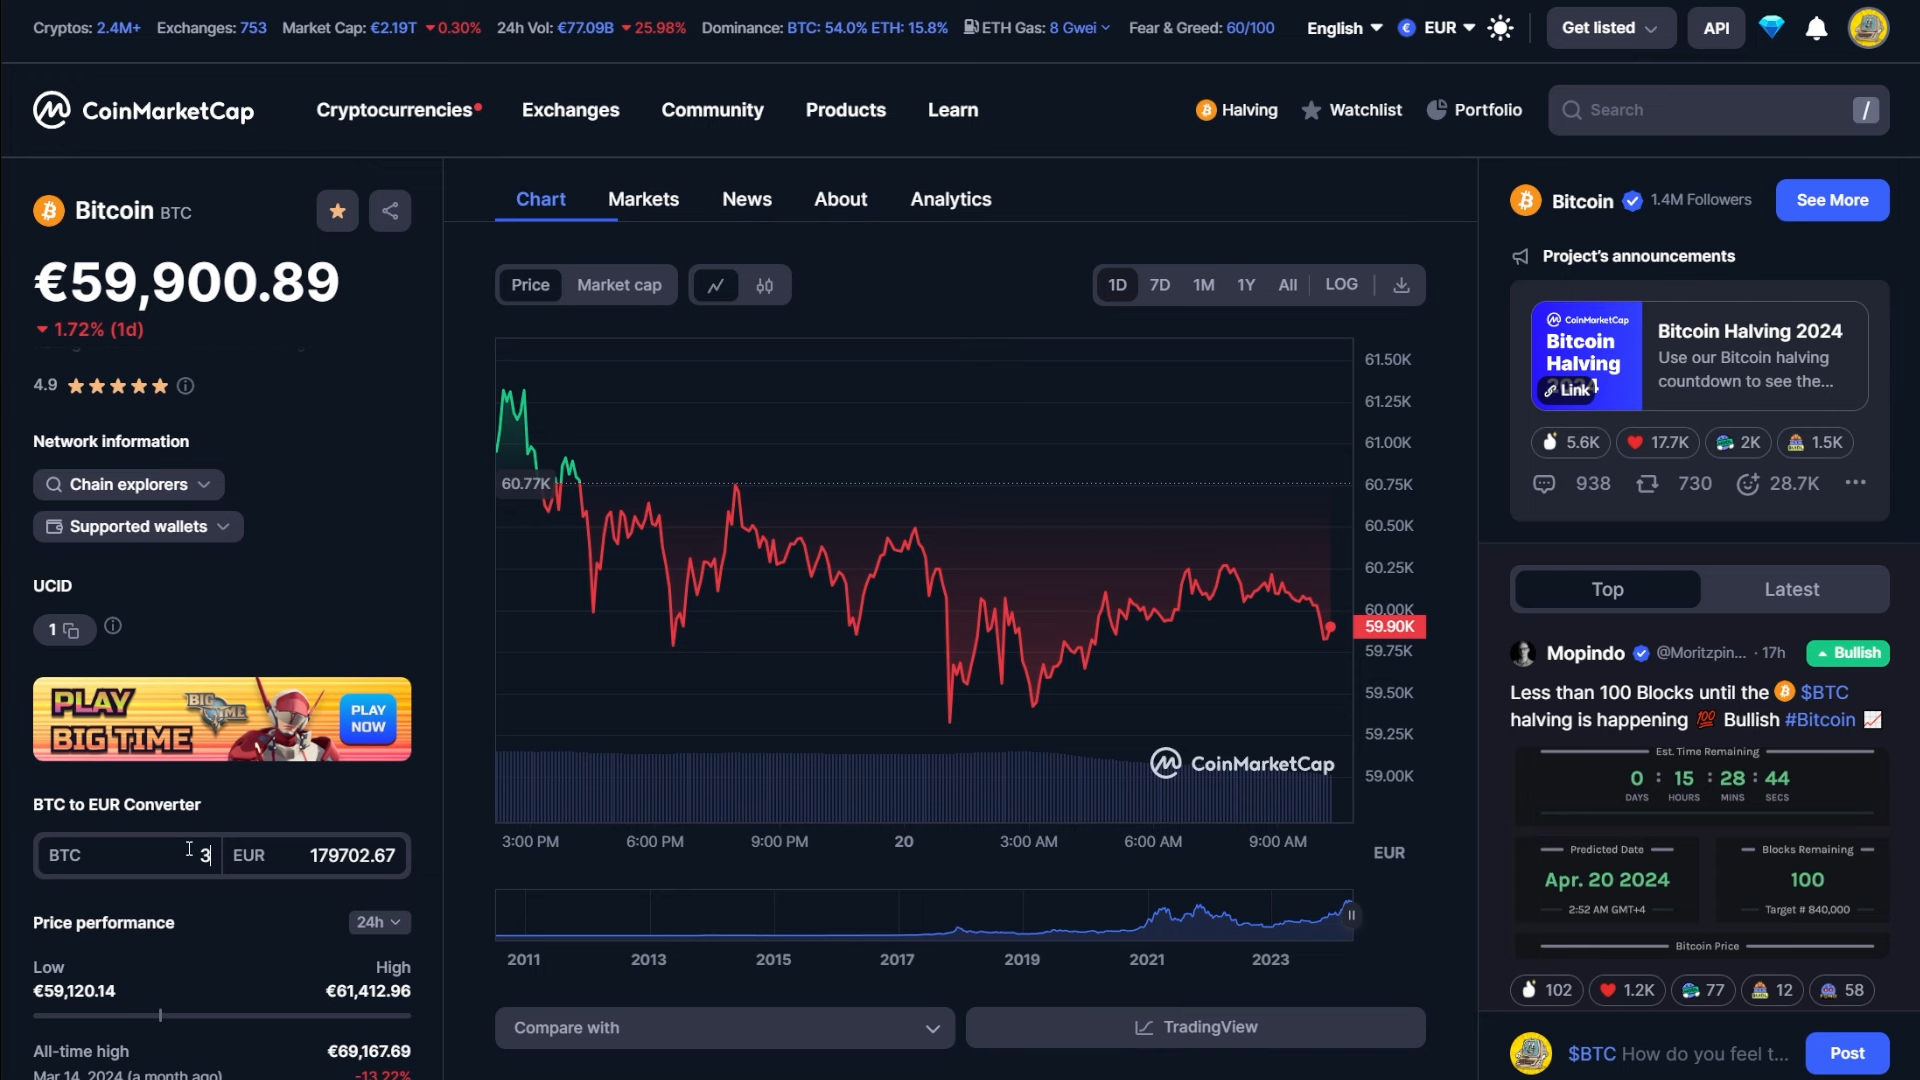 Cryptos: 2.4M+ Exchanges: 753 Market Cap: €2.19T 0.30% 24h Vol: €77.09B 25.98% Dominance: BTC: 54.0% ETH: 15.8% ETH Gas: 8 Gwei Fear & Greed: 60/100 English EUR Get listed API
CoinMarketCap Cryptocurrencies Exchanges Community Products Learn Halving Watchlist Portfolio Search /
Bitcoin BTC
€59,900.89
1.72% (1d)
4.9
Network information
Chain explorers
Supported wallets
UCID
1
PLAY
BIG TIME
BIG TIME
PLAY
NOW
BTC to EUR Converter
BTC 3 EUR 179702.67
Price performance 24h
Low High
€59,120.14 €61,412.96
All-time high €69,167.69
Mar 14, 2024 (a month ago) -13.22%
Chart Markets News About Analytics
Price Market cap 1D 7D 1M 1Y All LOG
61.50K
61.25K
61.00K
60.77K
60.75K
60.50K
60.25K
60.00K
59.90K
59.75K
59.50K
59.25K
59.00K
CoinMarketCap
3:00 PM 6:00 PM 9:00 PM 20 3:00 AM 6:00 AM 9:00 AM
EUR
2011 2013 2015 2017 2019 2021 2023
Compare with TradingView
Bitcoin 1.4M Followers See More
Project's announcements
CoinMarketCap
Bitcoin
Halving
2024
Link
Bitcoin Halving 2024
Use our Bitcoin halving
countdown to see the...
5.6K 17.7K 2K 1.5K
938 730 28.7K
Top Latest
Mopindo @Moritzpin... · 17h Bullish
Less than 100 Blocks until the $BTC
halving is happening 💯 Bullish #Bitcoin 📈
Est. Time Remaining
0 : 15 : 28 : 44
DAYS HOURS MINS SECS
Predicted Date Blocks Remaining
Apr. 20 2024 100
2:52 AM GMT+4 Target # 840,000
Bitcoin Price
102 1.2K 77 12 58
$BTC How do you feel t... Post